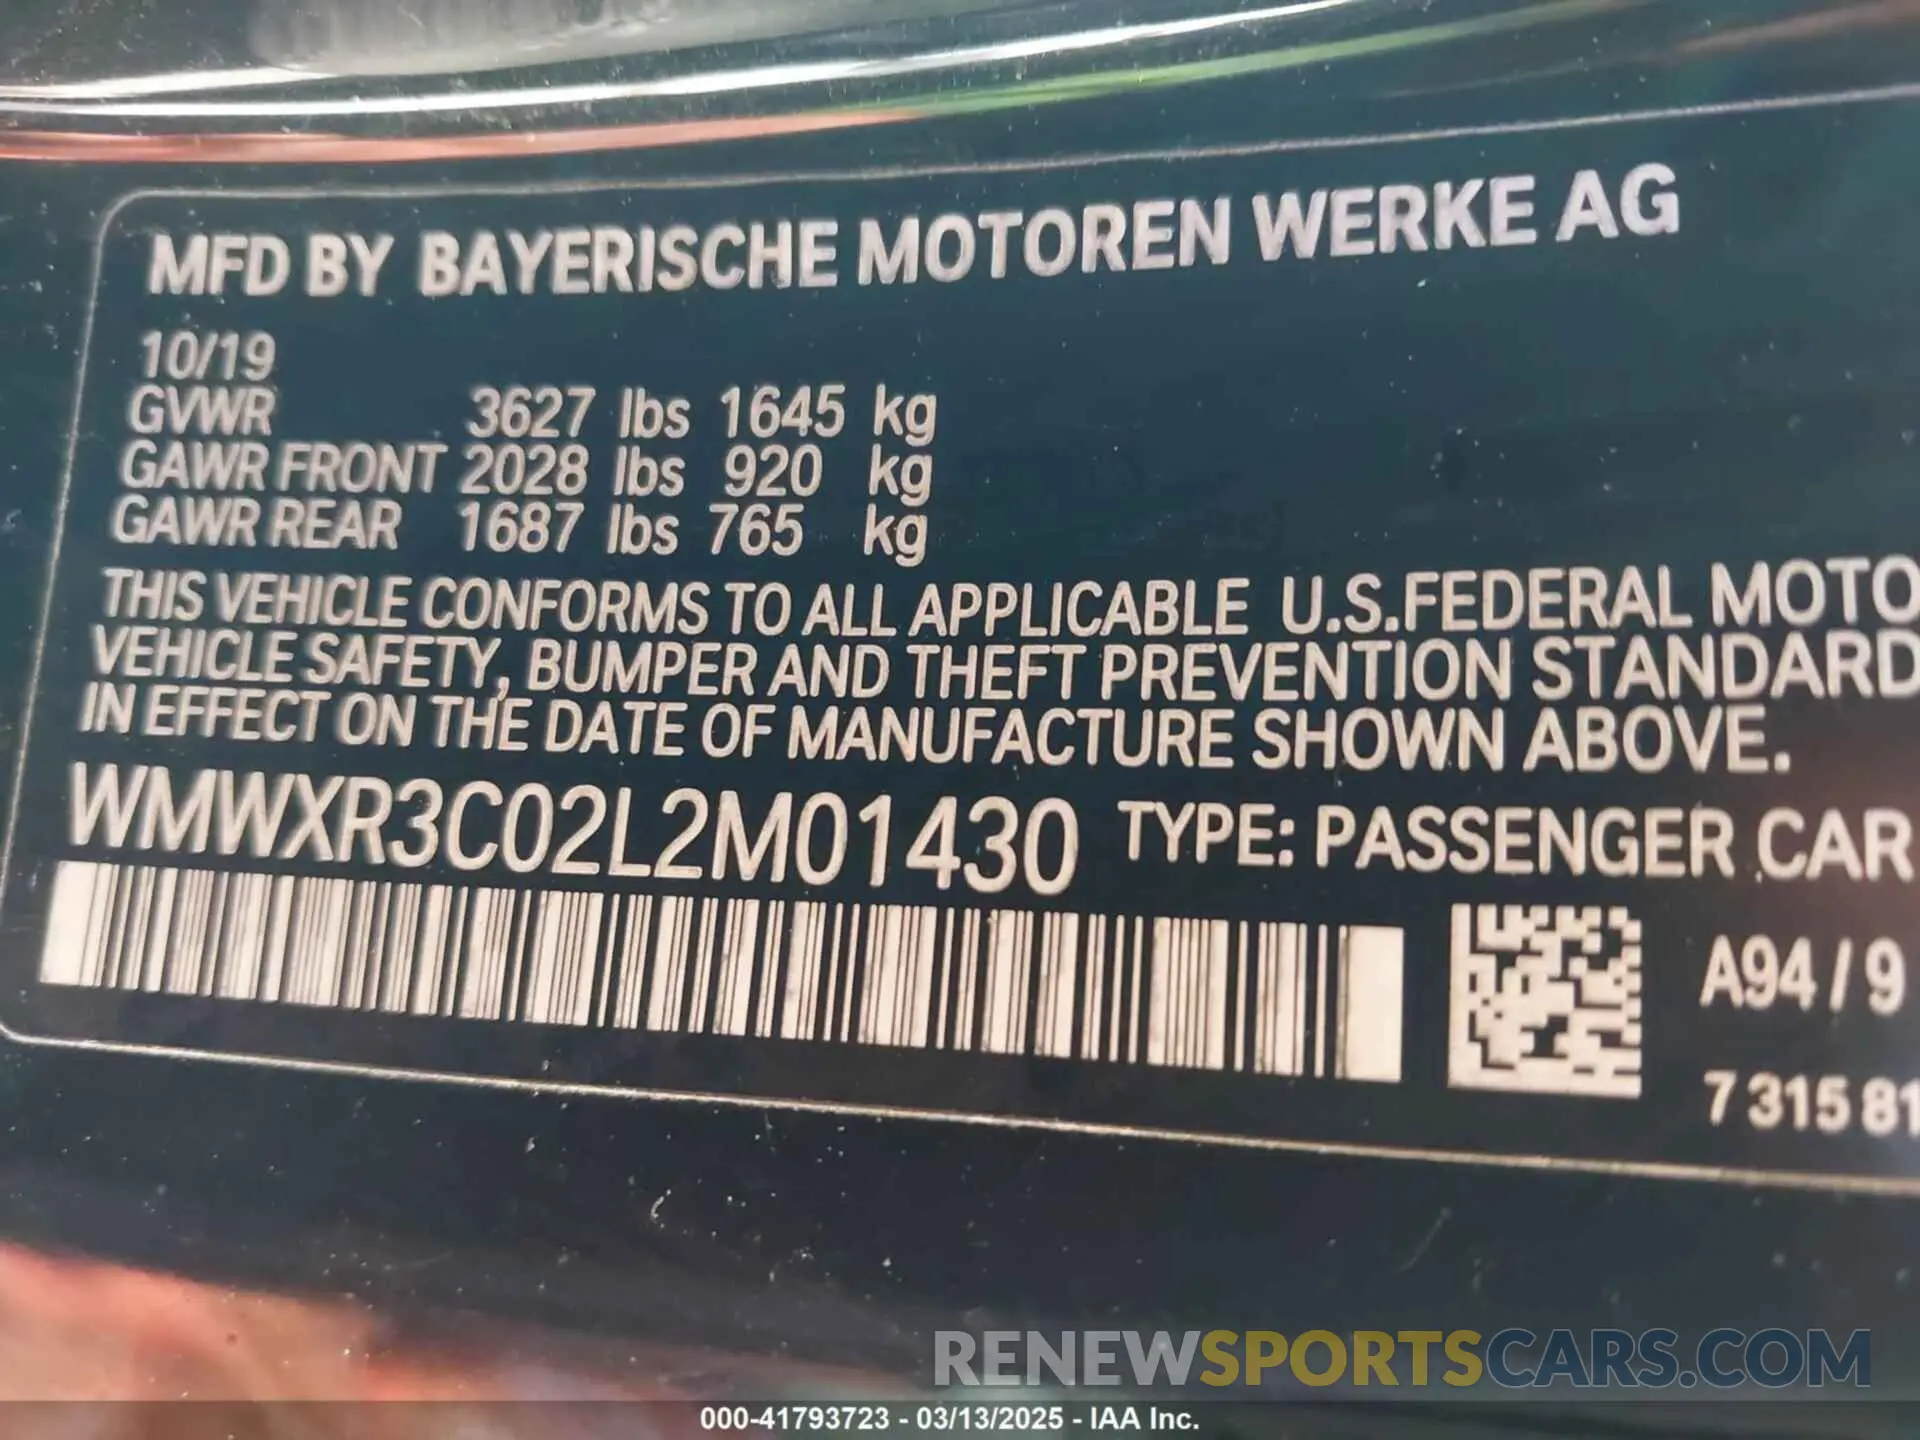 MFD BY BAYERISCHE MOTOREN WERKE AG
10/19
GVWR 3627 lbs 1645 kg
GAWR FRONT 2028 lbs 920 kg
GAWR REAR 1687 lbs 765 kg
THIS VEHICLE CONFORMS TO ALL APPLICABLE U.S.FEDERAL MOTO
VEHICLE SAFETY, BUMPER AND THEFT PREVENTION STANDARD
IN EFFECT ON THE DATE OF MANUFACTURE SHOWN ABOVE.
WMWXR3C02L2M01430 TYPE: PASSENGER CAR
A94 / 9
7 315 81
RENEWSPORTSCARS.COM
000-41793723 - 03/13/2025 - IAA Inc.